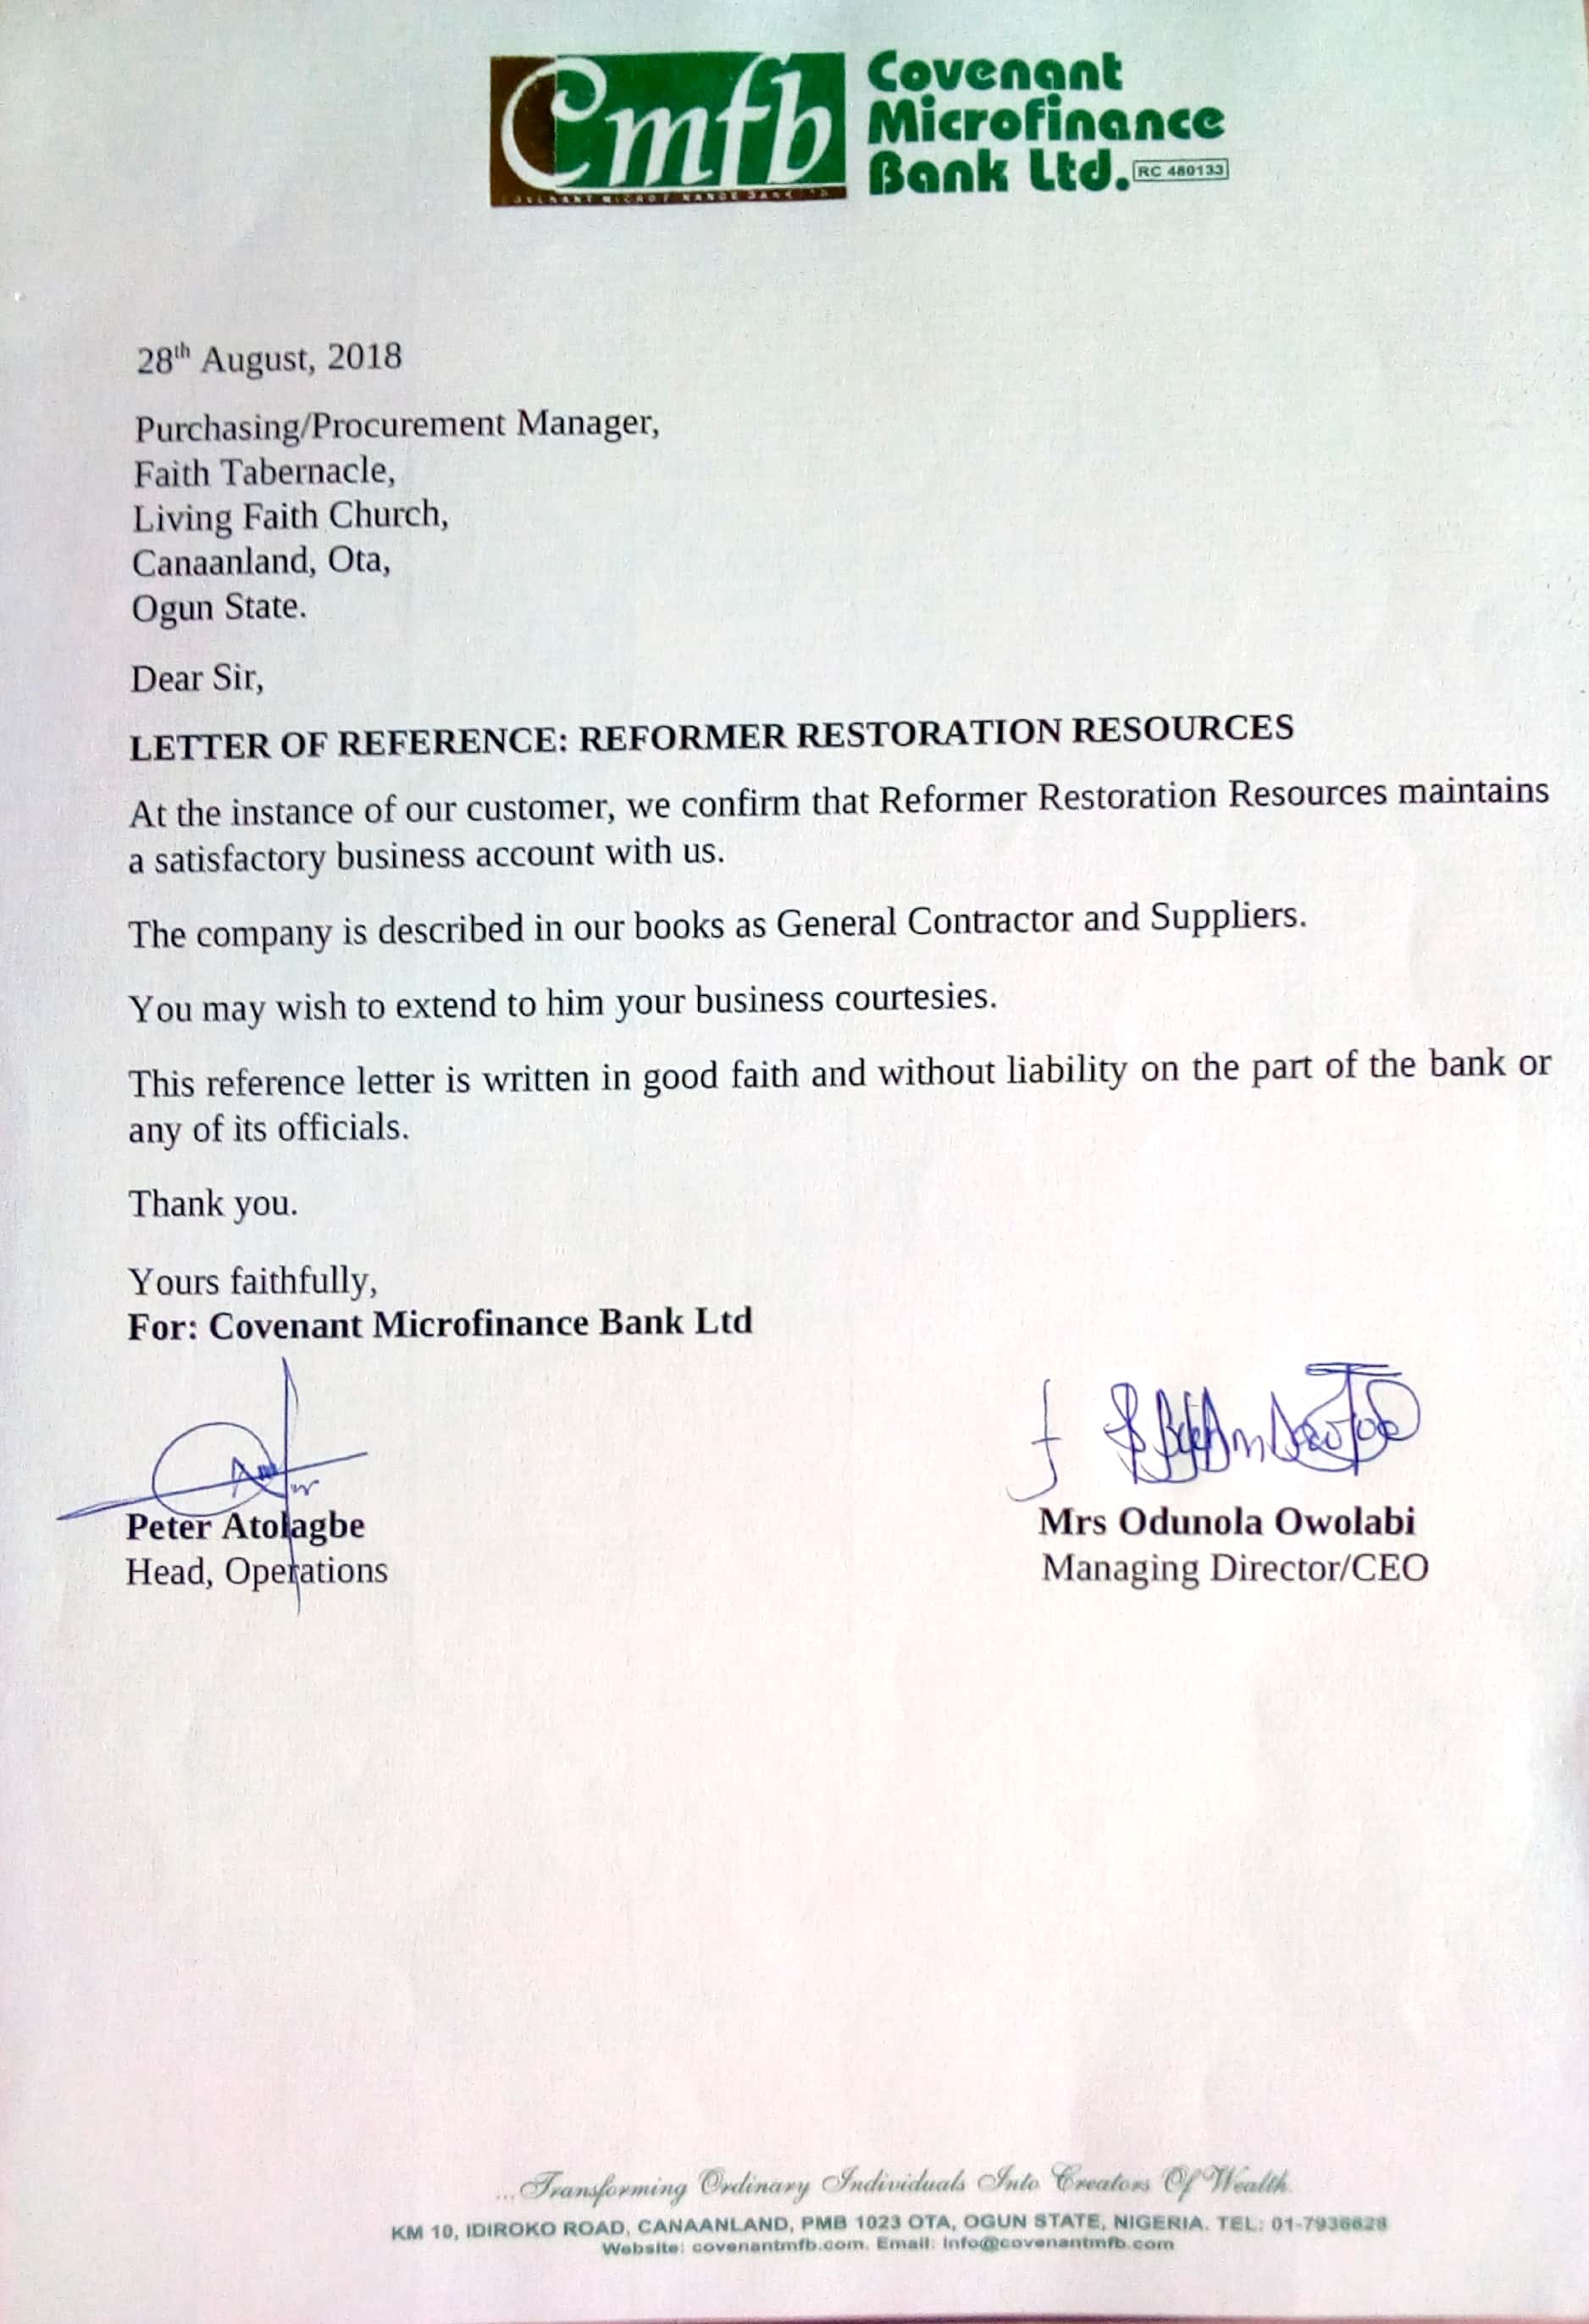 Cmfb
Covenant
Microfinance
Bank Ltd. RC 480133
COVENANT MICROFINANCE BANK LTD
28th August, 2018
Purchasing/Procurement Manager,
Faith Tabernacle,
Living Faith Church,
Canaanland, Ota,
Ogun State.
Dear Sir,
LETTER OF REFERENCE: REFORMER RESTORATION RESOURCES
At the instance of our customer, we confirm that Reformer Restoration Resources maintains
a satisfactory business account with us.
The company is described in our books as General Contractor and Suppliers.
You may wish to extend to him your business courtesies.
This reference letter is written in good faith and without liability on the part of the bank or
any of its officials.
Thank you.
Yours faithfully,
For: Covenant Microfinance Bank Ltd
Peter Atolagbe
Head, Operations
Mrs Odunola Owolabi
Managing Director/CEO
...Transforming Ordinary Individuals Into Creators Of Wealth
KM 10, IDIROKO ROAD, CANAANLAND, PMB 1023 OTA, OGUN STATE, NIGERIA. TEL: 01-7936628
Website: covenantmfb.com. Email: info@covenantmfb.com